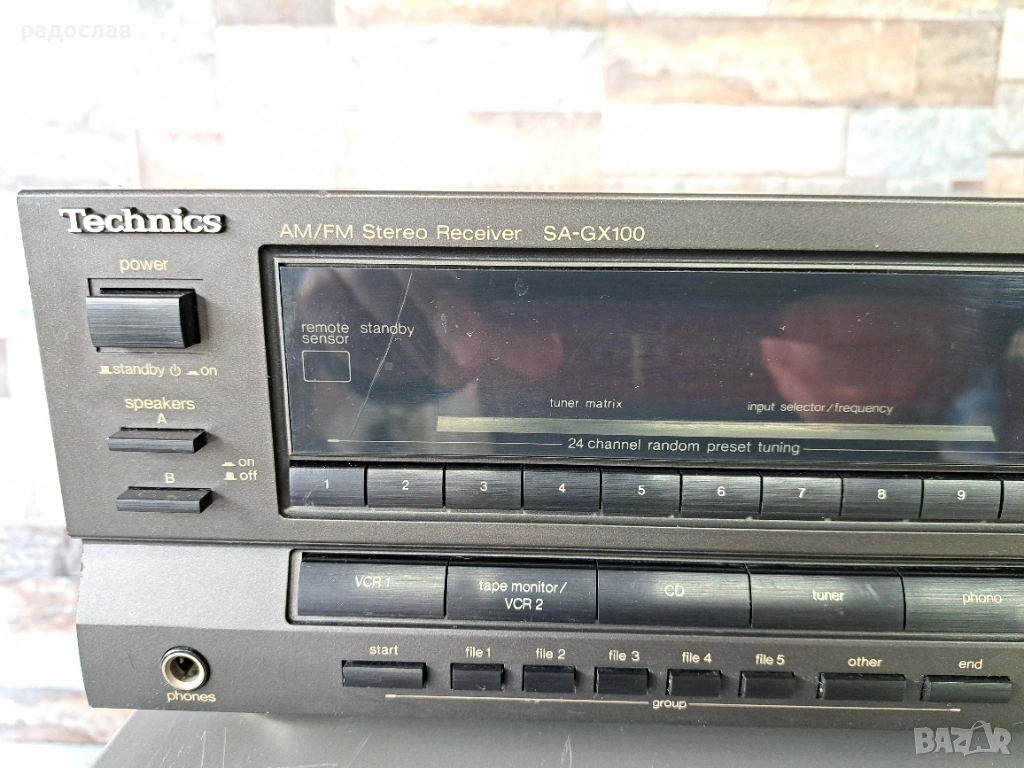 радослав
Technics
AM/FM Stereo Receiver SA-GX100
power
standby on
speakers
A
B
on
off
remote sensor
standby
tuner matrix
input selector/frequency
24 channel random preset tuning
1 2 3 4 5 6 7 8 9
VCR 1
tape monitor/
VCR 2
CD
tuner
phono
start file 1 file 2 file 3 file 4 file 5 other end
group
phones
BAZAR